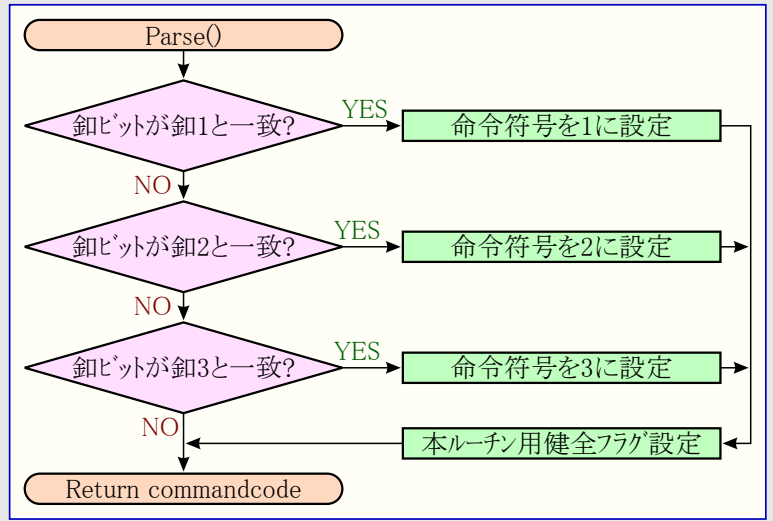 Parse()
釦ﾋﾞｯﾄが釦1と一致?
YES
命令符号を1に設定
NO
釦ﾋﾞｯﾄが釦2と一致?
YES
命令符号を2に設定
NO
釦ﾋﾞｯﾄが釦3と一致?
YES
命令符号を3に設定
NO
本ﾙｰﾁﾝ用健全ﾌﾗｸﾞ設定
Return commandcode